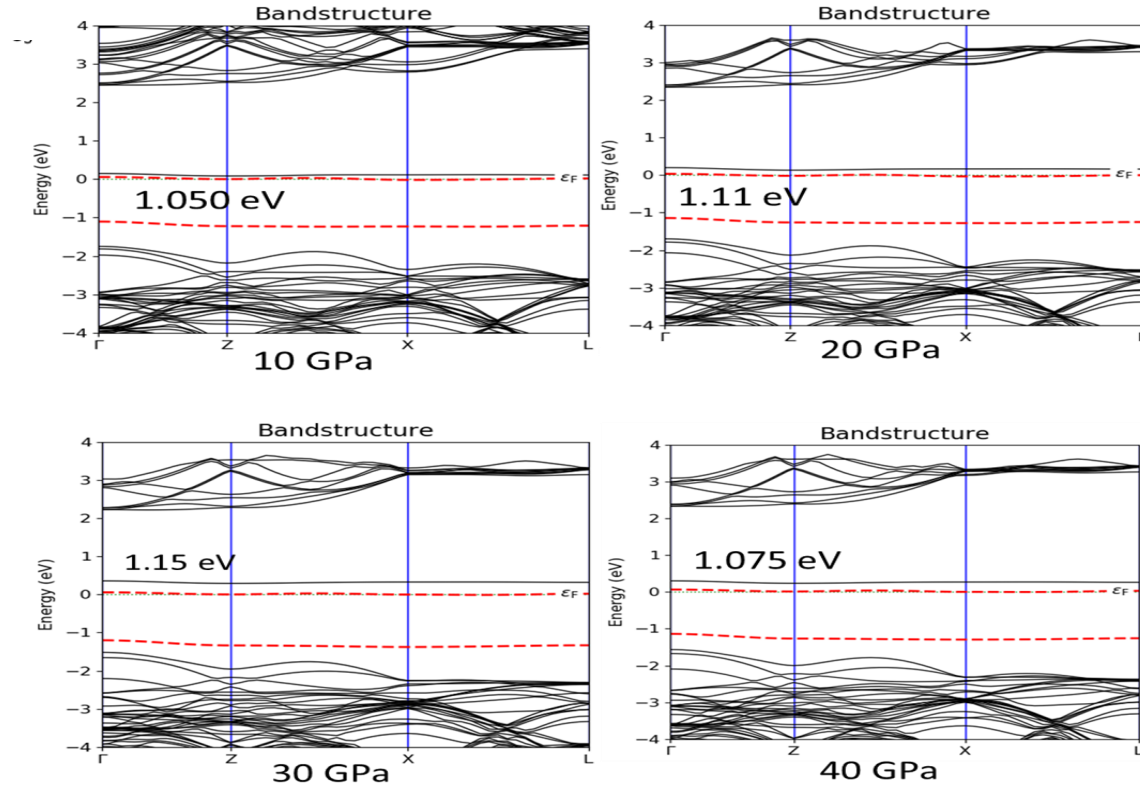 Bandstructure
4
3
2
1
0
−1
−2
−3
−4
Energy (eV)
1.050 eV
εF
Γ Z X L
10 GPa
Bandstructure
4
3
2
1
0
−1
−2
−3
−4
Energy (eV)
1.11 eV
εF
Γ Z X
20 GPa
Bandstructure
4
3
2
1
0
−1
−2
−3
−4
Energy (eV)
1.15 eV
εF
Γ Z X L
30 GPa
Bandstructure
4
3
2
1
0
−1
−2
−3
−4
Energy (eV)
1.075 eV
εF
Γ Z X L
40 GPa